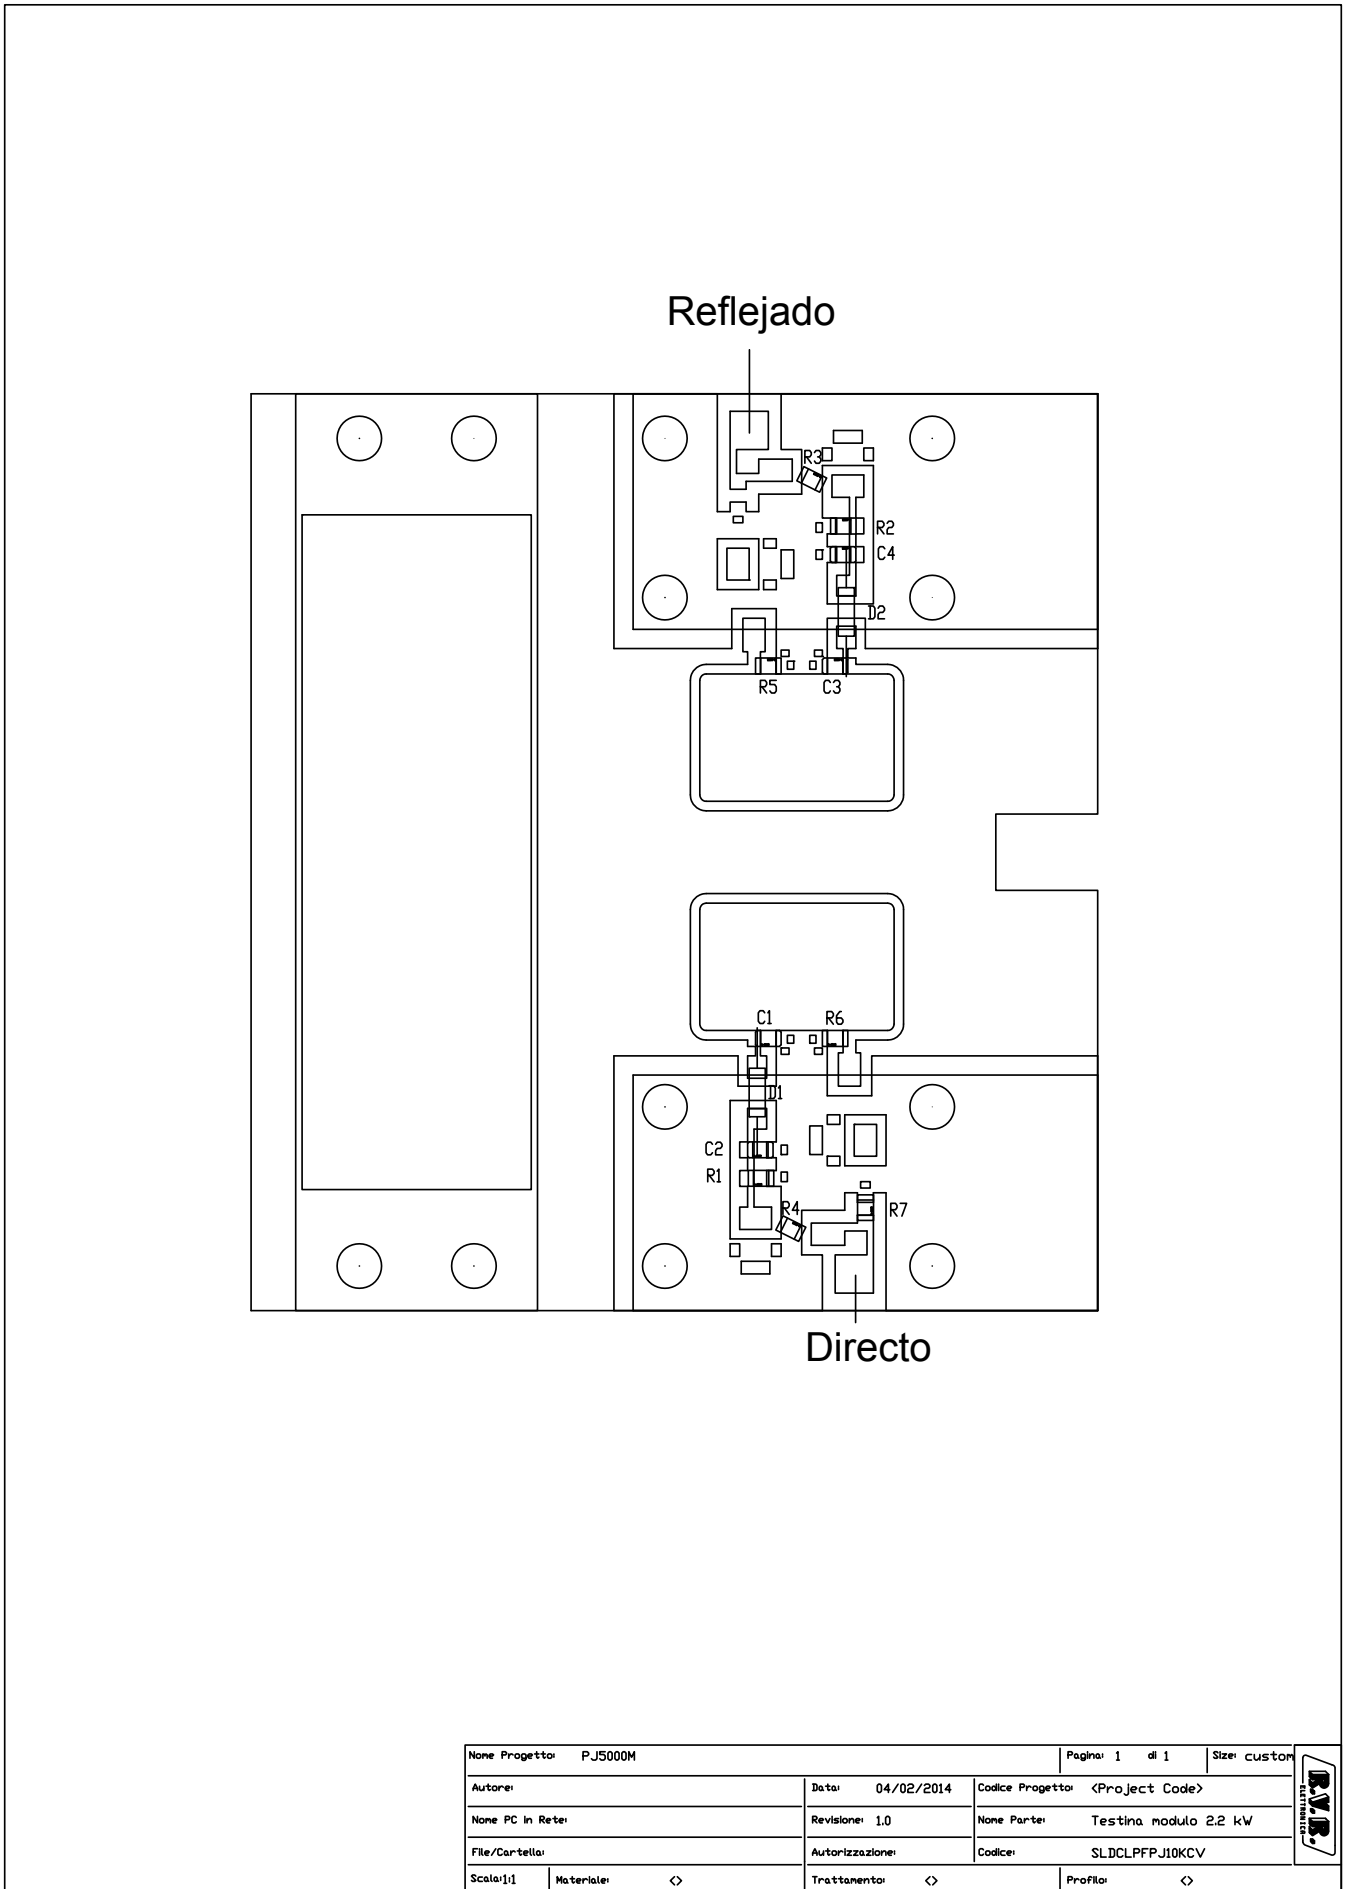 Reflejado
R3
R2
C4
D2
R5 C3
C1 R6
D1
C2
R1
R4 R7
Directo
Nome Progetto: PJ5000M Pagina: 1 di 1 Size: custom
Autore: Data: 04/02/2014 Codice Progetto: <Project Code>
Nome PC in Rete: Revisione: 1.0 Nome Parte: Testina modulo 2.2 kW
File/Cartella: Autorizzazione: Codice: SLDCLPFPJ10KCV
Scala:1:1 Materiale: <> Trattamento: <> Profilo: <>
R.V.R.
ELETTRONICA